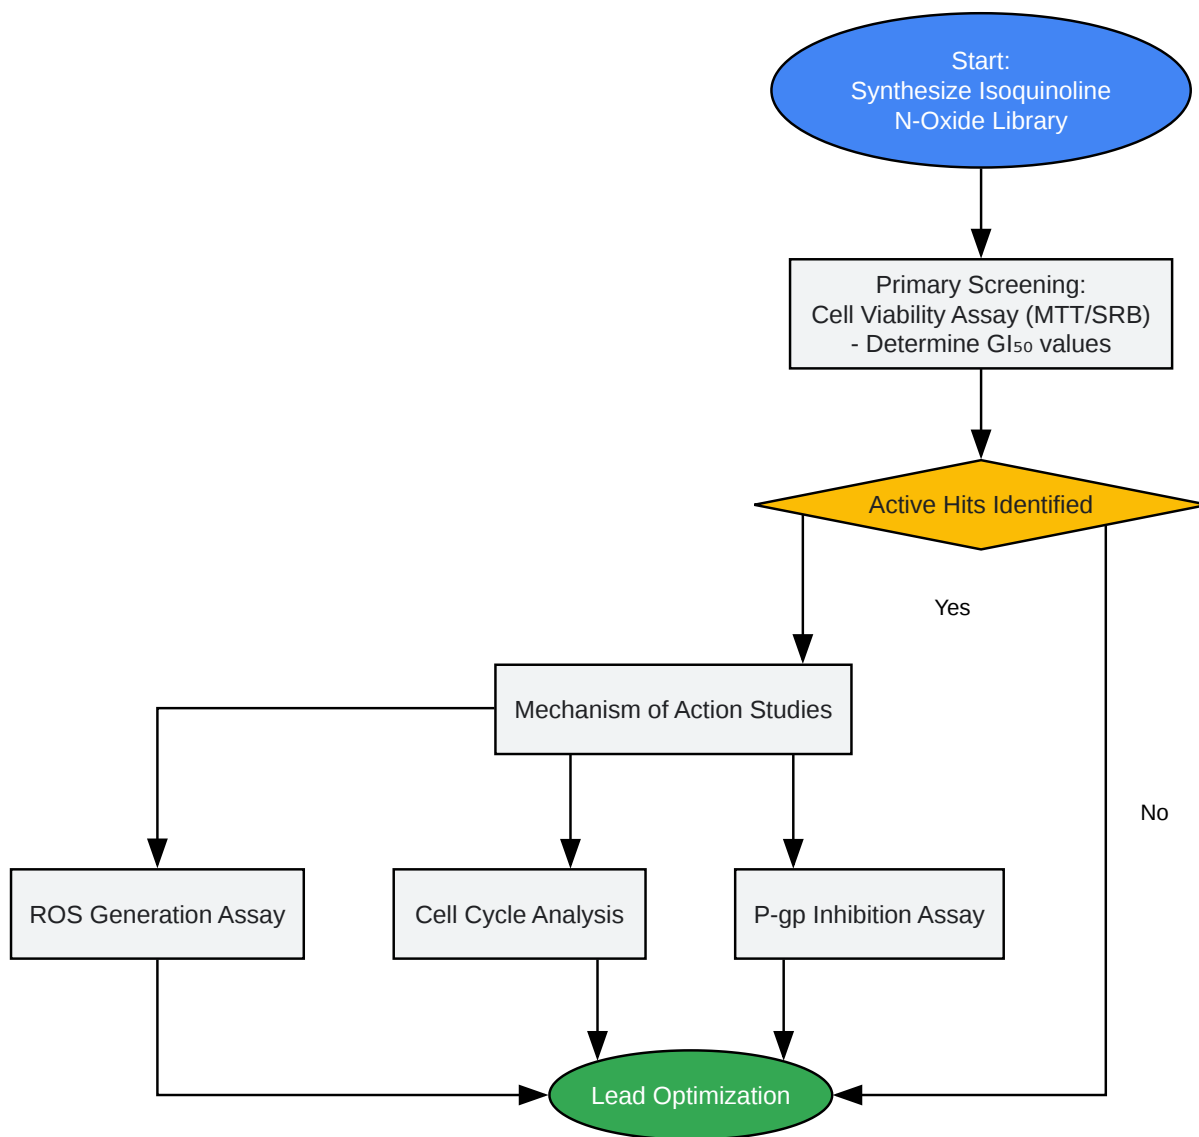 Start:
Synthesize Isoquinoline
N-Oxide Library
Primary Screening:
Cell Viability Assay (MTT/SRB)
- Determine GI₅₀ values
Active Hits Identified
Yes
Mechanism of Action Studies
No
ROS Generation Assay
Cell Cycle Analysis
P-gp Inhibition Assay
Lead Optimization